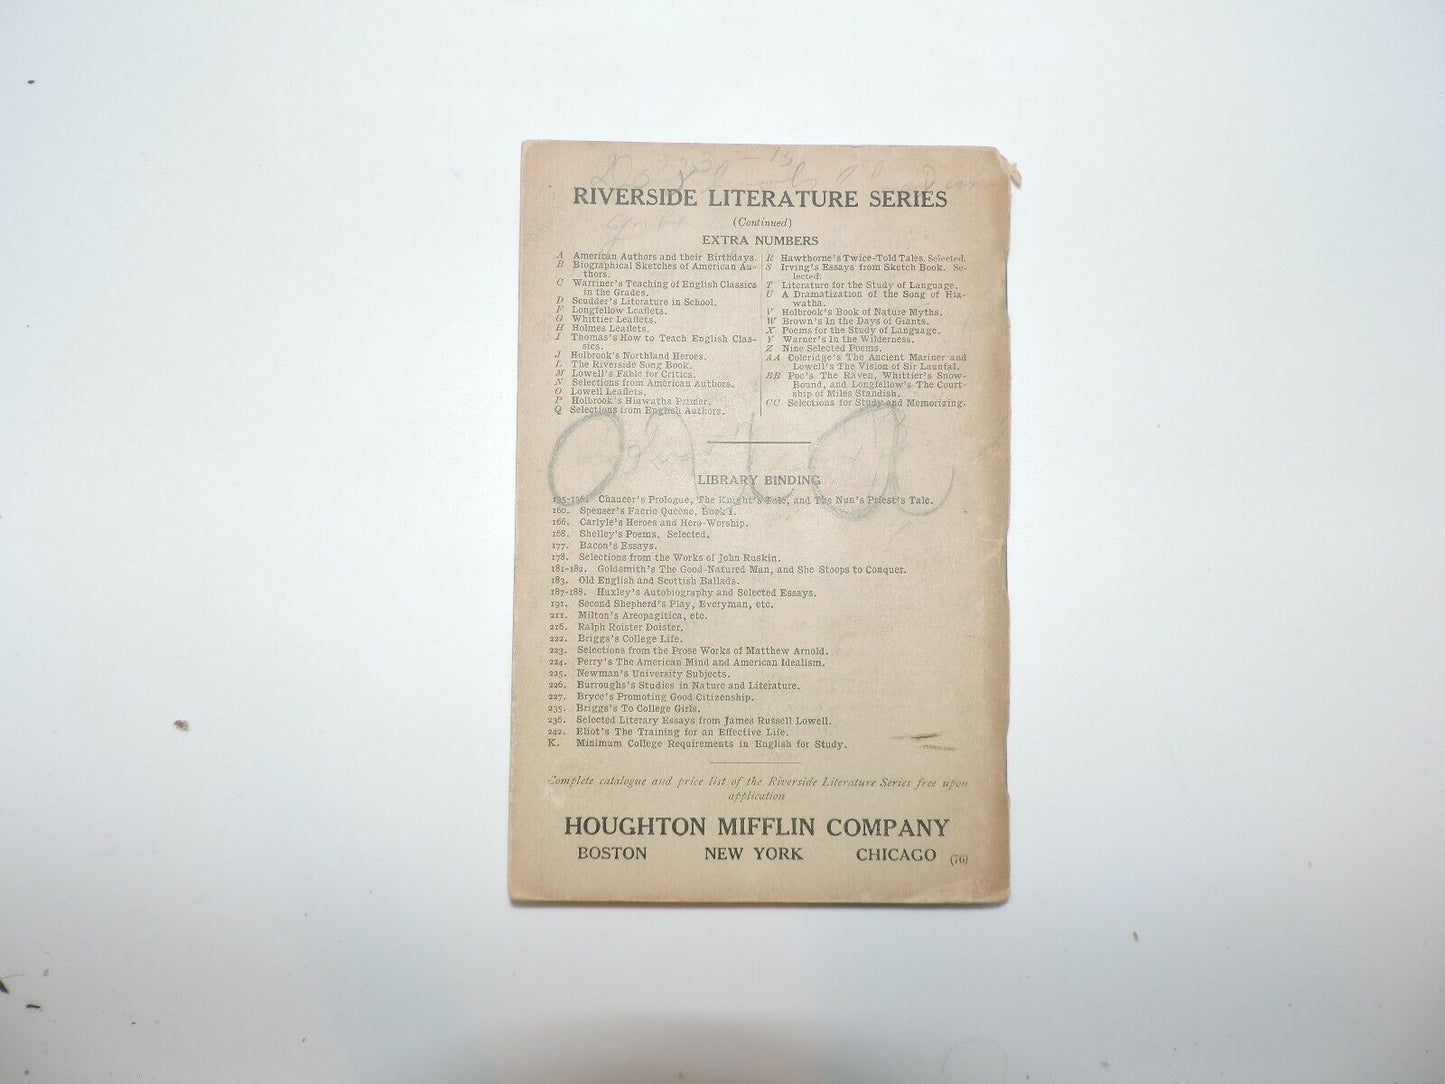 RIVERSIDE LITERATURE SERIES
(Continued)
EXTRA NUMBERS
A American Authors and their Birthdays.
B Biographical Sketches of American Au-
thors.
C Warriner's Teaching of English Classics
in the Grades.
D Scudder's Literature in School.
F Longfellow Leaflets.
G Whittier Leaflets.
H Holmes Leaflets.
I Thomas's How to Teach English Clas-
sics.
J Holbrook's Northland Heroes.
L The Riverside Song Book.
M Lowell's Fable for Critics.
N Selections from American Authors.
O Lowell Leaflets.
P Holbrook's Hiawatha Primer.
Q Selections from English Authors.
R Hawthorne's Twice-Told Tales. Selected.
S Irving's Essays from Sketch Book. Se-
lected.
T Literature for the Study of Language.
U A Dramatization of the Song of Hia-
watha.
V Holbrook's Book of Nature Myths.
W Brown's In the Days of Giants.
X Poems for the Study of Language.
Y Warner's In the Wilderness.
Z Nine Selected Poems.
AA Coleridge's The Ancient Mariner and
Lowell's The Vision of Sir Launfal.
BB Poe's The Raven, Whittier's Snow-
Bound, and Longfellow's The Court-
ship of Miles Standish.
CC Selections for Study and Memorizing.
LIBRARY BINDING
135-136. Chaucer's Prologue, The Knight's Tale, and The Nun's Priest's Tale.
160. Spenser's Faerie Queene, Book I.
166. Carlyle's Heroes and Hero-Worship.
168. Shelley's Poems. Selected.
177. Bacon's Essays.
178. Selections from the Works of John Ruskin.
181-182. Goldsmith's The Good-Natured Man, and She Stoops to Conquer.
183. Old English and Scottish Ballads.
187-188. Huxley's Autobiography and Selected Essays.
191. Second Shepherd's Play, Everyman, etc.
211. Milton's Areopagitica, etc.
216. Ralph Roister Doister.
222. Briggs's College Life.
223. Selections from the Prose Works of Matthew Arnold.
224. Perry's The American Mind and American Idealism.
225. Newman's University Subjects.
226. Burroughs's Studies in Nature and Literature.
227. Bryce's Promoting Good Citizenship.
235. Briggs's To College Girls.
236. Selected Literary Essays from James Russell Lowell.
242. Eliot's The Training for an Effective Life.
K. Minimum College Requirements in English for Study.
Complete catalogue and price list of the Riverside Literature Series free upon
application
HOUGHTON MIFFLIN COMPANY
BOSTON NEW YORK CHICAGO (76)